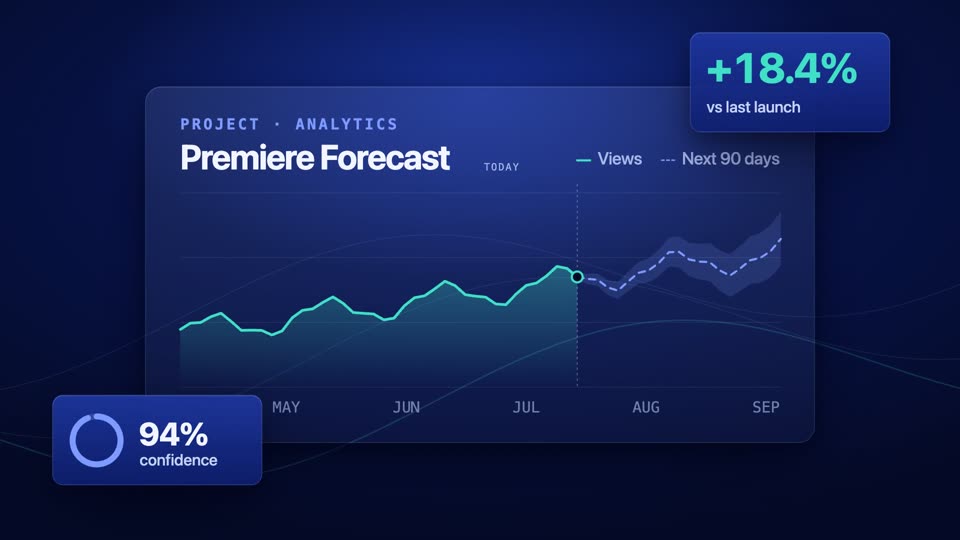 +18.4%
vs last launch
PROJECT · ANALYTICS
Premiere Forecast
TODAY
Views
Next 90 days
MAY
JUN
JUL
AUG
SEP
94%
confidence